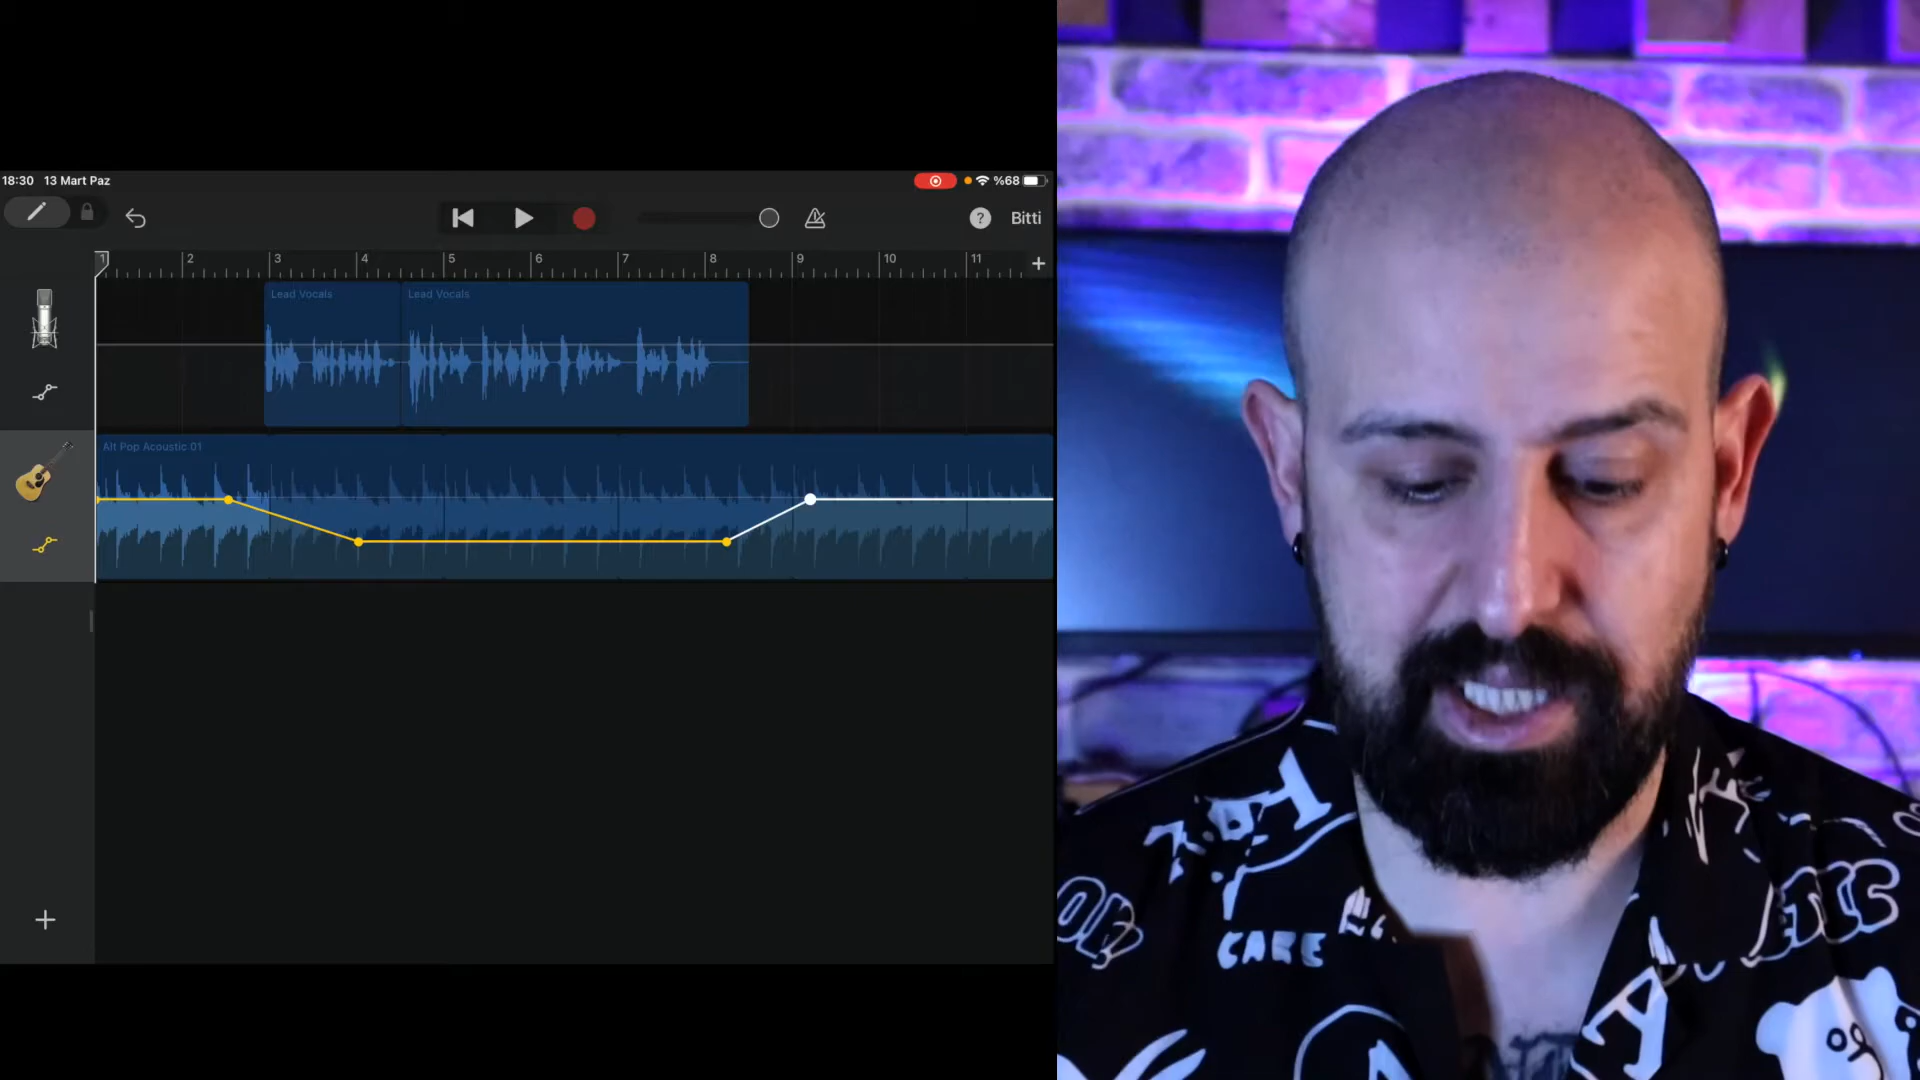 18:30 13 Mart Paz %68
? Bitti
1 2 3 4 5 6 7 8 9 10 11
Lead Vocals Lead Vocals
Alt Pop Acoustic 01
CARE